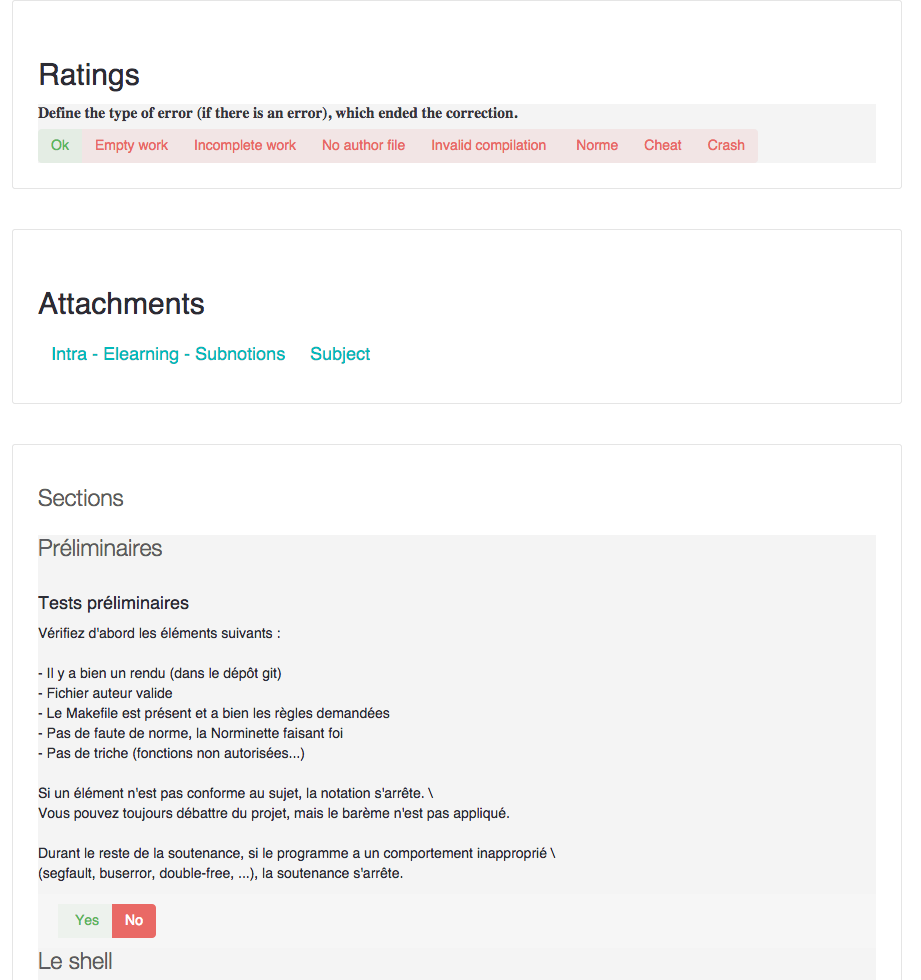 Ratings
Define the type of error (if there is an error), which ended the correction.
Ok Empty work Incomplete work No author file Invalid compilation Norme Cheat Crash
Attachments
Intra - Elearning - Subnotions Subject
Sections
Préliminaires
Tests préliminaires
Vérifiez d'abord les éléments suivants :
- Il y a bien un rendu (dans le dépôt git)
- Fichier auteur valide
- Le Makefile est présent et a bien les règles demandées
- Pas de faute de norme, la Norminette faisant foi
- Pas de triche (fonctions non autorisées...)
Si un élément n'est pas conforme au sujet, la notation s'arrête. \
Vous pouvez toujours débattre du projet, mais le barème n'est pas appliqué.
Durant le reste de la soutenance, si le programme a un comportement inapproprié \
(segfault, buserror, double-free, ...), la soutenance s'arrête.
Yes No
Le shell